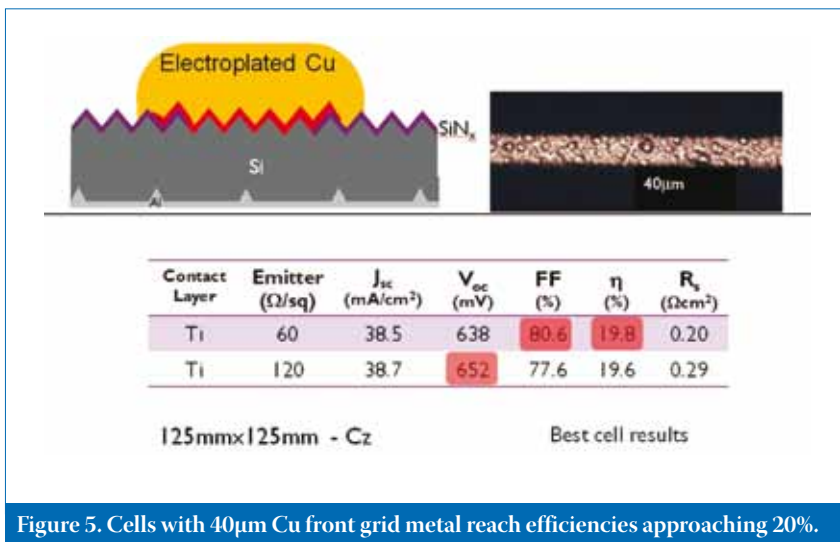 Electroplated Cu
SiNx
Si
Al
40μm
Contact Layer Emitter (Ω/sq) Jsc (mA/cm²) Voc (mV) FF (%) η (%) Rs (Ωcm²)
Ti 60 38.5 638 80.6 19.8 0.20
Ti 120 38.7 652 77.6 19.6 0.29
125mmx125mm - Cz Best cell results
Figure 5. Cells with 40μm Cu front grid metal reach efficiencies approaching 20%.